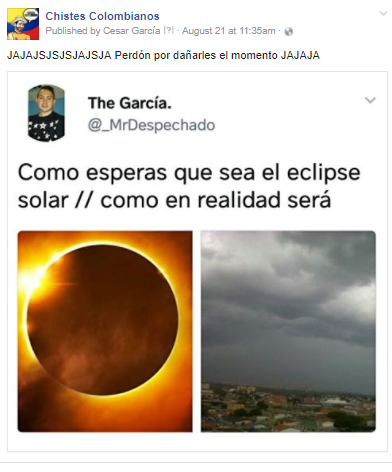 Chistes Colombianos
Published by Cesar García [?] · August 21 at 11:35am ·
JAJAJSJSJSJAJSJA Perdón por dañarles el momento JAJAJA
The García.
@_MrDespechado
Como esperas que sea el eclipse
solar // como en realidad será